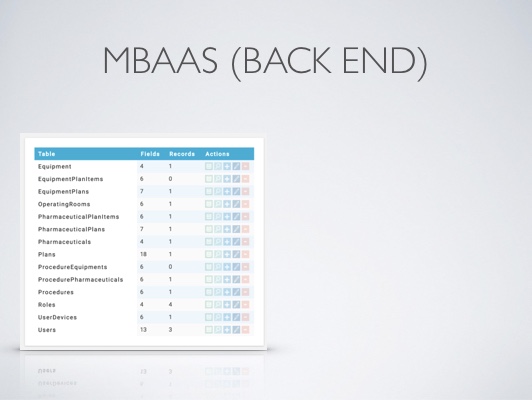 MBAAS (BACK END)
Table Fields Records Actions
Equipment 4 1
EquipmentPlanItems 6 0
EquipmentPlans 7 1
OperatingRooms 6 1
PharmaceuticalPlanItems 6 1
PharmaceuticalPlans 7 1
Pharmaceuticals 4 1
Plans 18 1
ProcedureEquipments 6 0
ProcedurePharmaceuticals 6 1
Procedures 6 1
Roles 4 4
UserDevices 6 1
Users 13 3